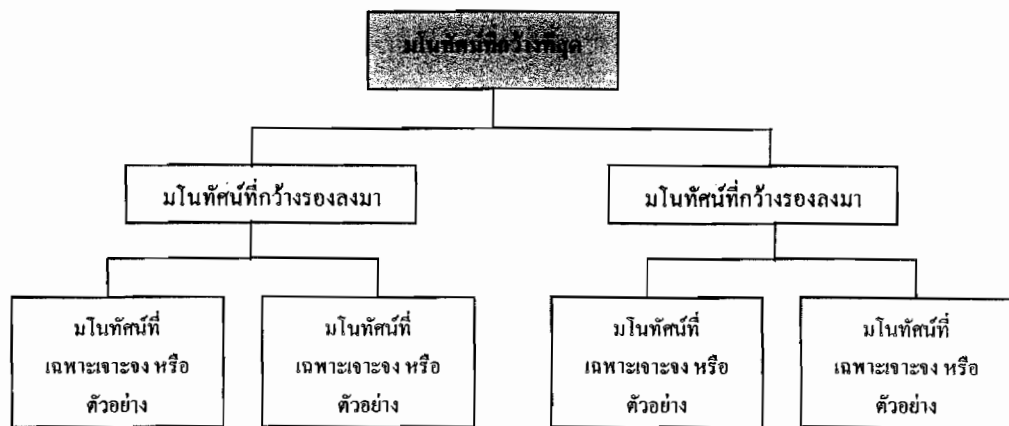 มโนทัศน์ที่กว้างที่สุด
มโนทัศน์ที่กว้างรองลงมา
มโนทัศน์ที่กว้างรองลงมา
มโนทัศน์ที่
เฉพาะเจาะจง หรือ
ตัวอย่าง
มโนทัศน์ที่
เฉพาะเจาะจง หรือ
ตัวอย่าง
มโนทัศน์ที่
เฉพาะเจาะจง หรือ
ตัวอย่าง
มโนทัศน์ที่
เฉพาะเจาะจง หรือ
ตัวอย่าง